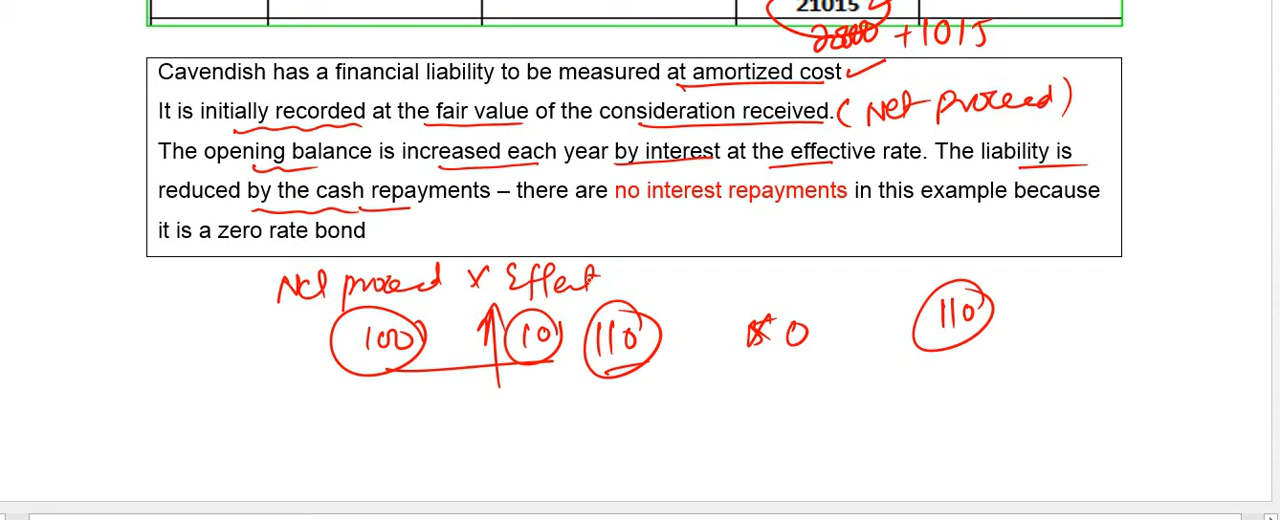 21015
+ 1015
Cavendish has a financial liability to be measured at amortized cost
It is initially recorded at the fair value of the consideration received. (Net proceed)
The opening balance is increased each year by interest at the effective rate. The liability is
reduced by the cash repayments – there are no interest repayments in this example because
it is a zero rate bond
Net proceed x Effect
100 10 110 0 110